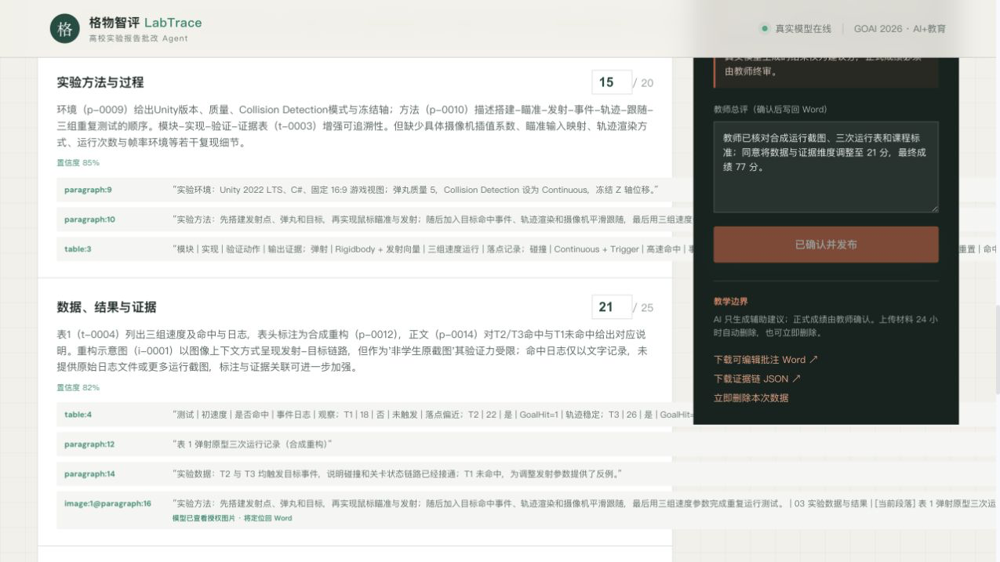 格 格物智评 LabTrace
高校实验报告批改 Agent
真实模型在线 | GOAI 2026 · AI+教育
实验方法与过程
15 / 20
环境（p-0009）给出Unity版本、质量、Collision Detection模式与冻结轴；方法（p-0010）描述搭建-瞄准-发射-事件-轨迹-跟随-
三组重复测试的顺序。模块-实现-验证-证据表（t-0003）增强可追溯性。但缺少具体摄像机插值系数、瞄准输入映射、轨迹渲染方
式、运行次数与帧率环境等若干复现细节。
置信度 85%
paragraph:9 “实验环境：Unity 2022 LTS、C#、固定 16:9 游戏视图；弹丸质量 5，Collision Detection 设为 Continuous，冻结 Z 轴位移。”
paragraph:10 “实验方法：先搭建发射点、弹丸和目标，再实现鼠标瞄准与发射；随后加入目标命中事件、轨迹渲染和摄像机平滑跟随，最后用三组速度
table:3 “模块 | 实现 | 验证动作 | 输出证据；弹射 | Rigidbody + 发射向量 | 三组速度运行 | 落点记录；碰撞 | Continuous + Trigger | 高速命中 |
重置 | 命中
数据、结果与证据
21 / 25
表1（t-0004）列出三组速度及命中与日志，表头标注为合成重构（p-0012），正文（p-0014）对T2/T3命中与T1未命中给出对应说
明。重构示意图（i-0001）以图像上下文方式呈现发射-目标链路，但作为'非学生原截图'其验证力受限；命中日志仅以文字记录，未
提供原始日志文件或更多运行截图，标注与证据关联可进一步加强。
置信度 82%
table:4 “测试 | 初速度 | 是否命中 | 事件日志 | 观察；T1 | 18 | 否 | 未触发 | 落点偏近；T2 | 22 | 是 | GoalHit=1 | 轨迹稳定；T3 | 26 | 是 | GoalHit=
paragraph:12 “表 1 弹射原型三次运行记录（合成重构）”
paragraph:14 “实验数据：T2 与 T3 均触发目标事件，说明碰撞和关卡状态链路已经接通；T1 未命中，为调整发射参数提供了反例。”
image:1@paragraph:16 “实验方法：先搭建发射点、弹丸和目标，再实现鼠标瞄准与发射；随后加入目标命中事件、轨迹渲染和摄像机平滑跟随，最后用三组速度参数完成重复运行测试。 | 03 实验数据与结果 | [当前段落] 表 1 弹射原型三次运
模型已查看授权图片 · 将定位回 Word
由教师终审。
教师总评（确认后写回 Word）
教师已核对合成运行截图、三次运行表和课程标
准；同意将数据与证据维度调整至 21 分，最终成
绩 77 分。
已确认并发布
教学边界
AI 只生成辅助建议；正式成绩由教师确认。上传材料 24 小
时自动删除，也可立即删除。
下载可编辑批注 Word ↗
下载证据链 JSON ↗
立即删除本次数据